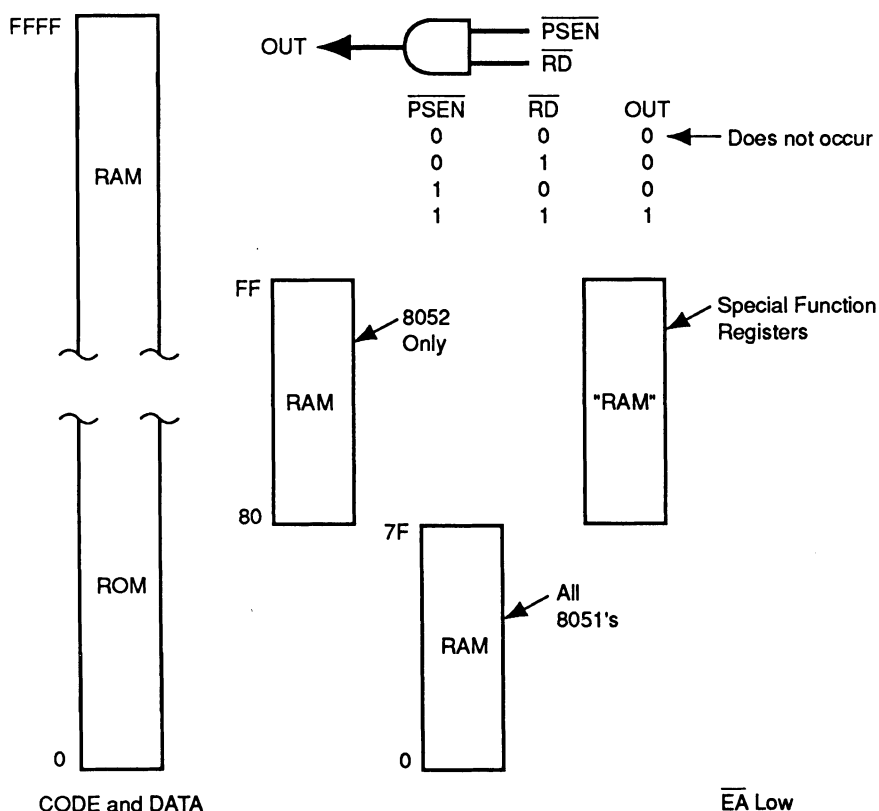 FFFF
OUT
PSEN
RD
PSEN RD OUT
0 0 0 Does not occur
0 1 0
1 0 0
1 1 1
RAM
FF
8052
Only
RAM
80
Special Function
Registers
"RAM"
7F
All
8051's
RAM
0
ROM
0
CODE and DATA
EA Low